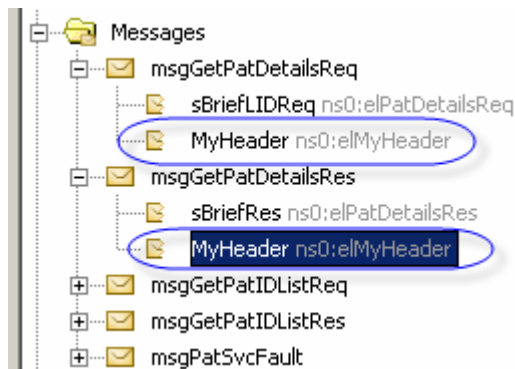 Messages
msgGetPatDetailsReq
sBriefLIDReq ns0:elPatDetailsReq
MyHeader ns0:elMyHeader
msgGetPatDetailsRes
sBriefRes ns0:elPatDetailsRes
MyHeader ns0:elMyHeader
msgGetPatIDListReq
msgGetPatIDListRes
msgPatSvcFault